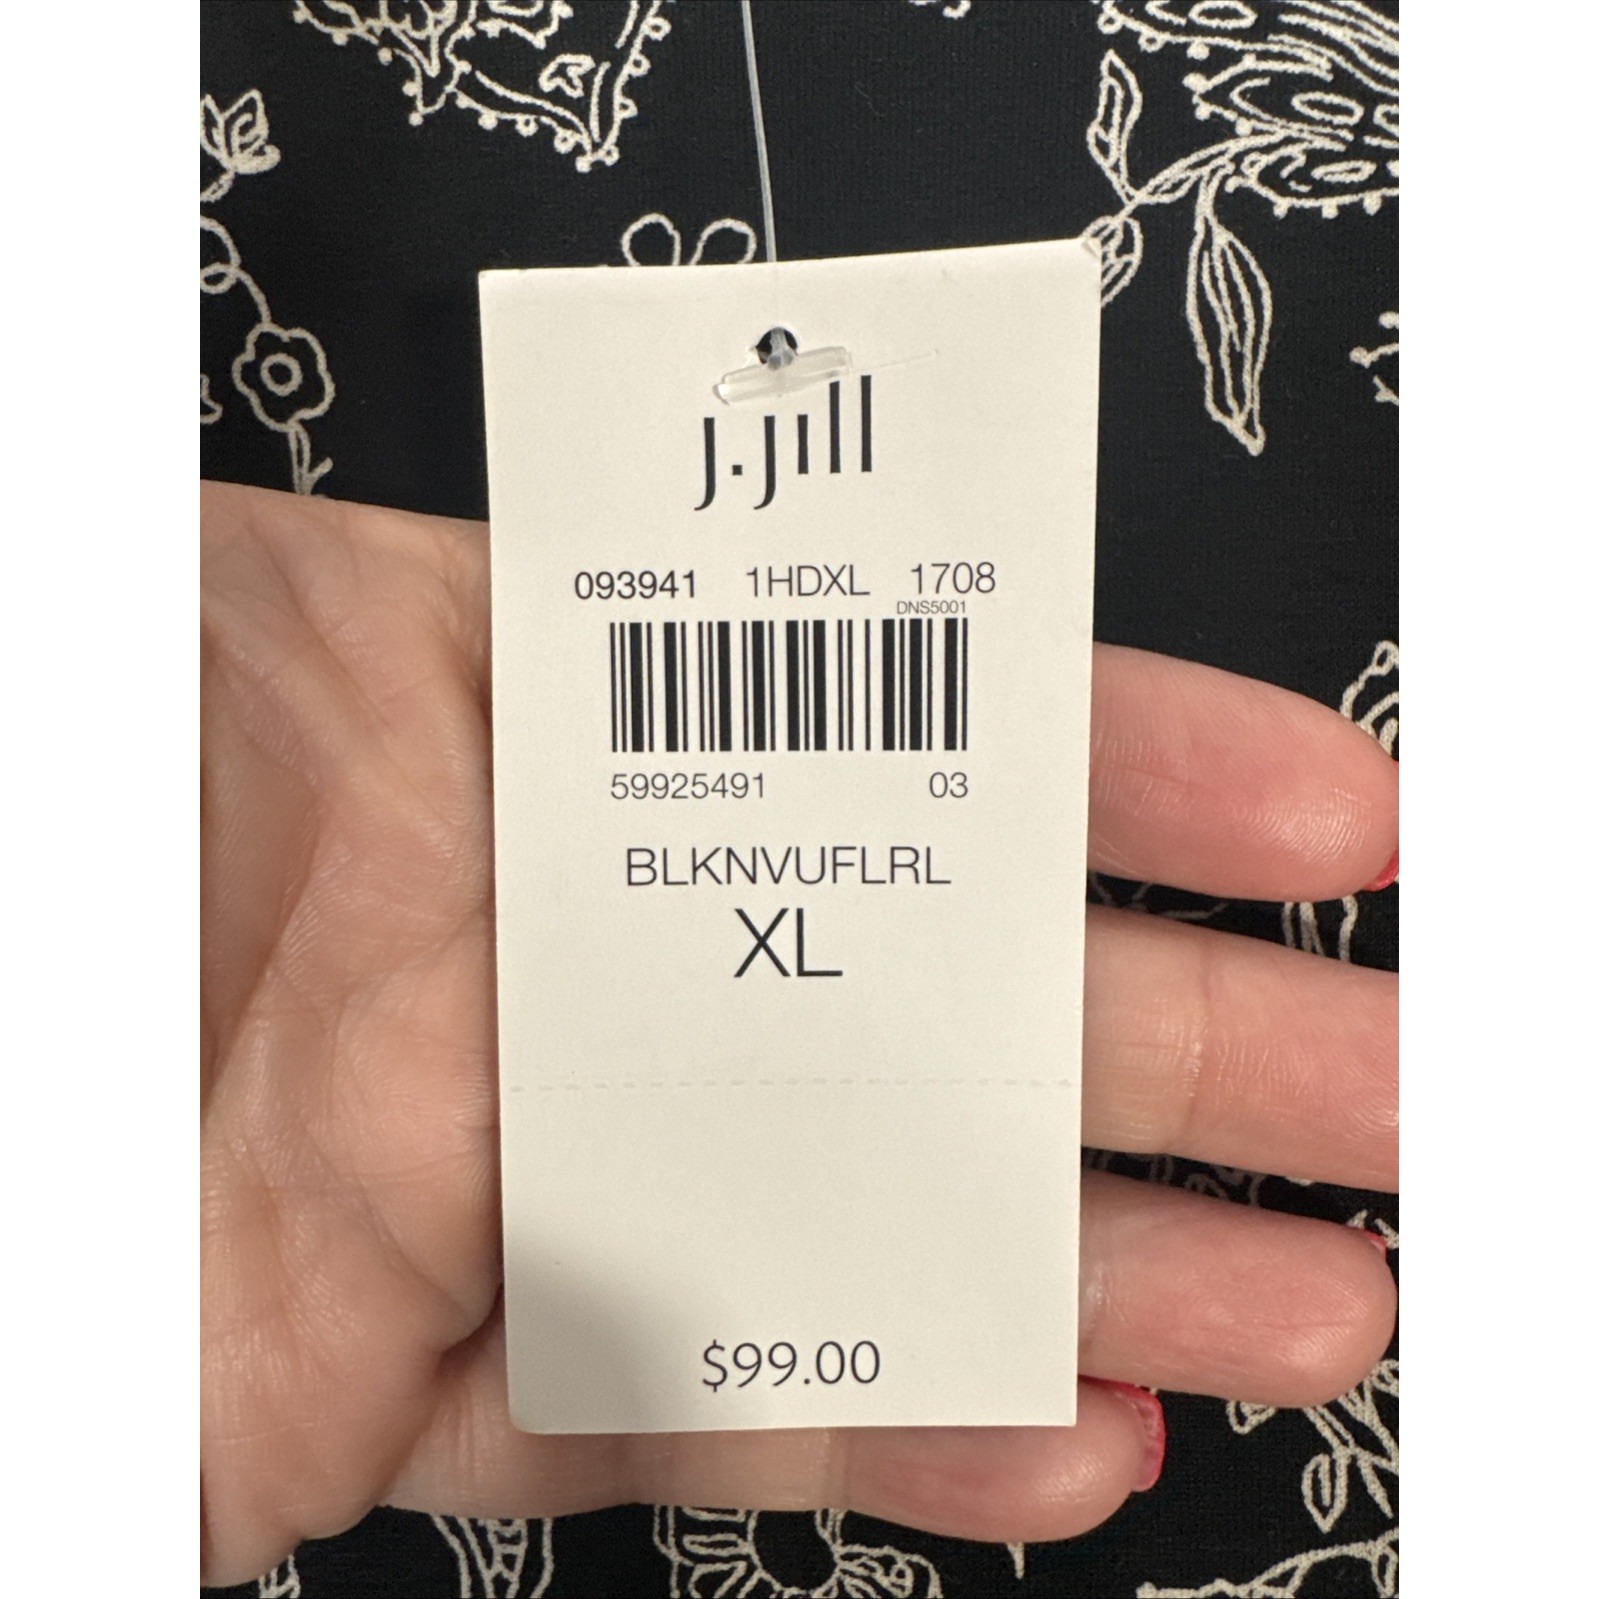 J.Jill
093941 1HDXL 1708
DNS5001
59925491 03
BLKNVUFLRL
XL
$99.00